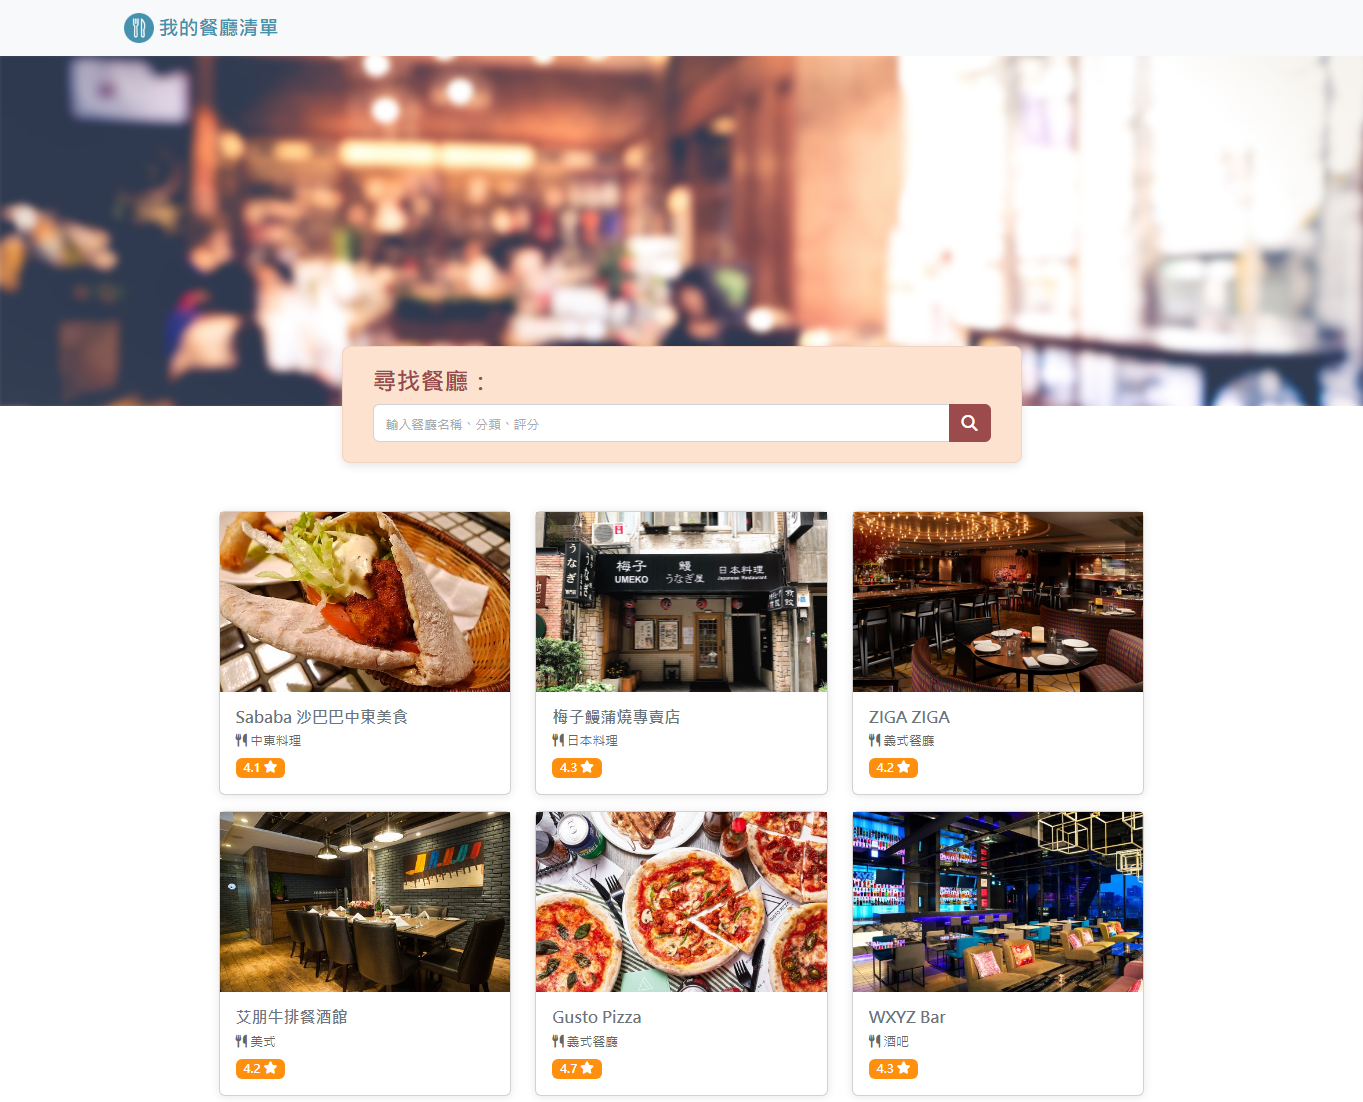 我的餐廳清單
尋找餐廳：
輸入餐廳名稱、分類、評分
うなぎ
梅子
UMEKO
鰻
うなぎ屋
日本料理
Japanese Restaurant
Sababa 沙巴巴中東美食
中東料理
4.1
梅子鰻蒲燒專賣店
日本料理
4.3
ZIGA ZIGA
義式餐廳
4.2
艾朋牛排餐酒館
美式
4.2
Gusto Pizza
義式餐廳
4.7
WXYZ Bar
酒吧
4.3